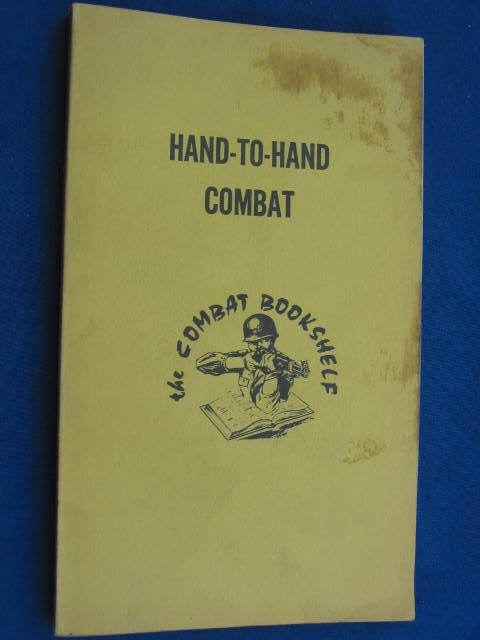 HAND-TO-HAND
COMBAT
the COMBAT BOOKSHELF